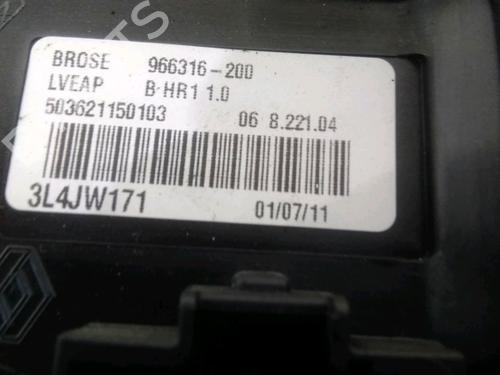 BROSE 966316-200
LVEAP B-HR1 1.0
503621150103 06 8.221.04
3L4JW171 01/07/11